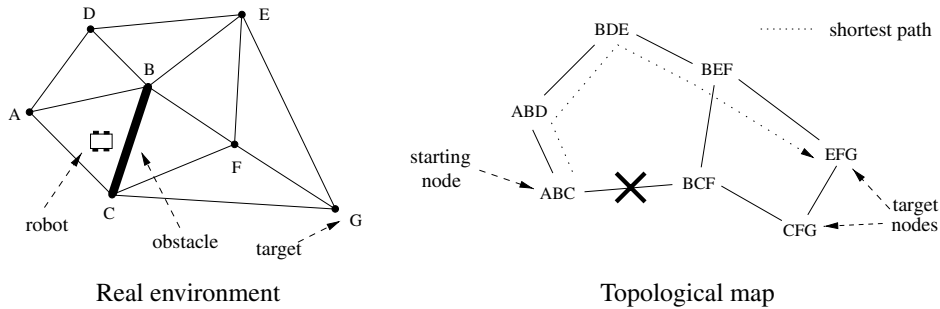 D
E
B
A
F
C
G
robot
obstacle
target
Real environment
shortest path
BDE
BEF
ABD
EFG
starting
node
ABC
BCF
target
nodes
CFG
Topological map